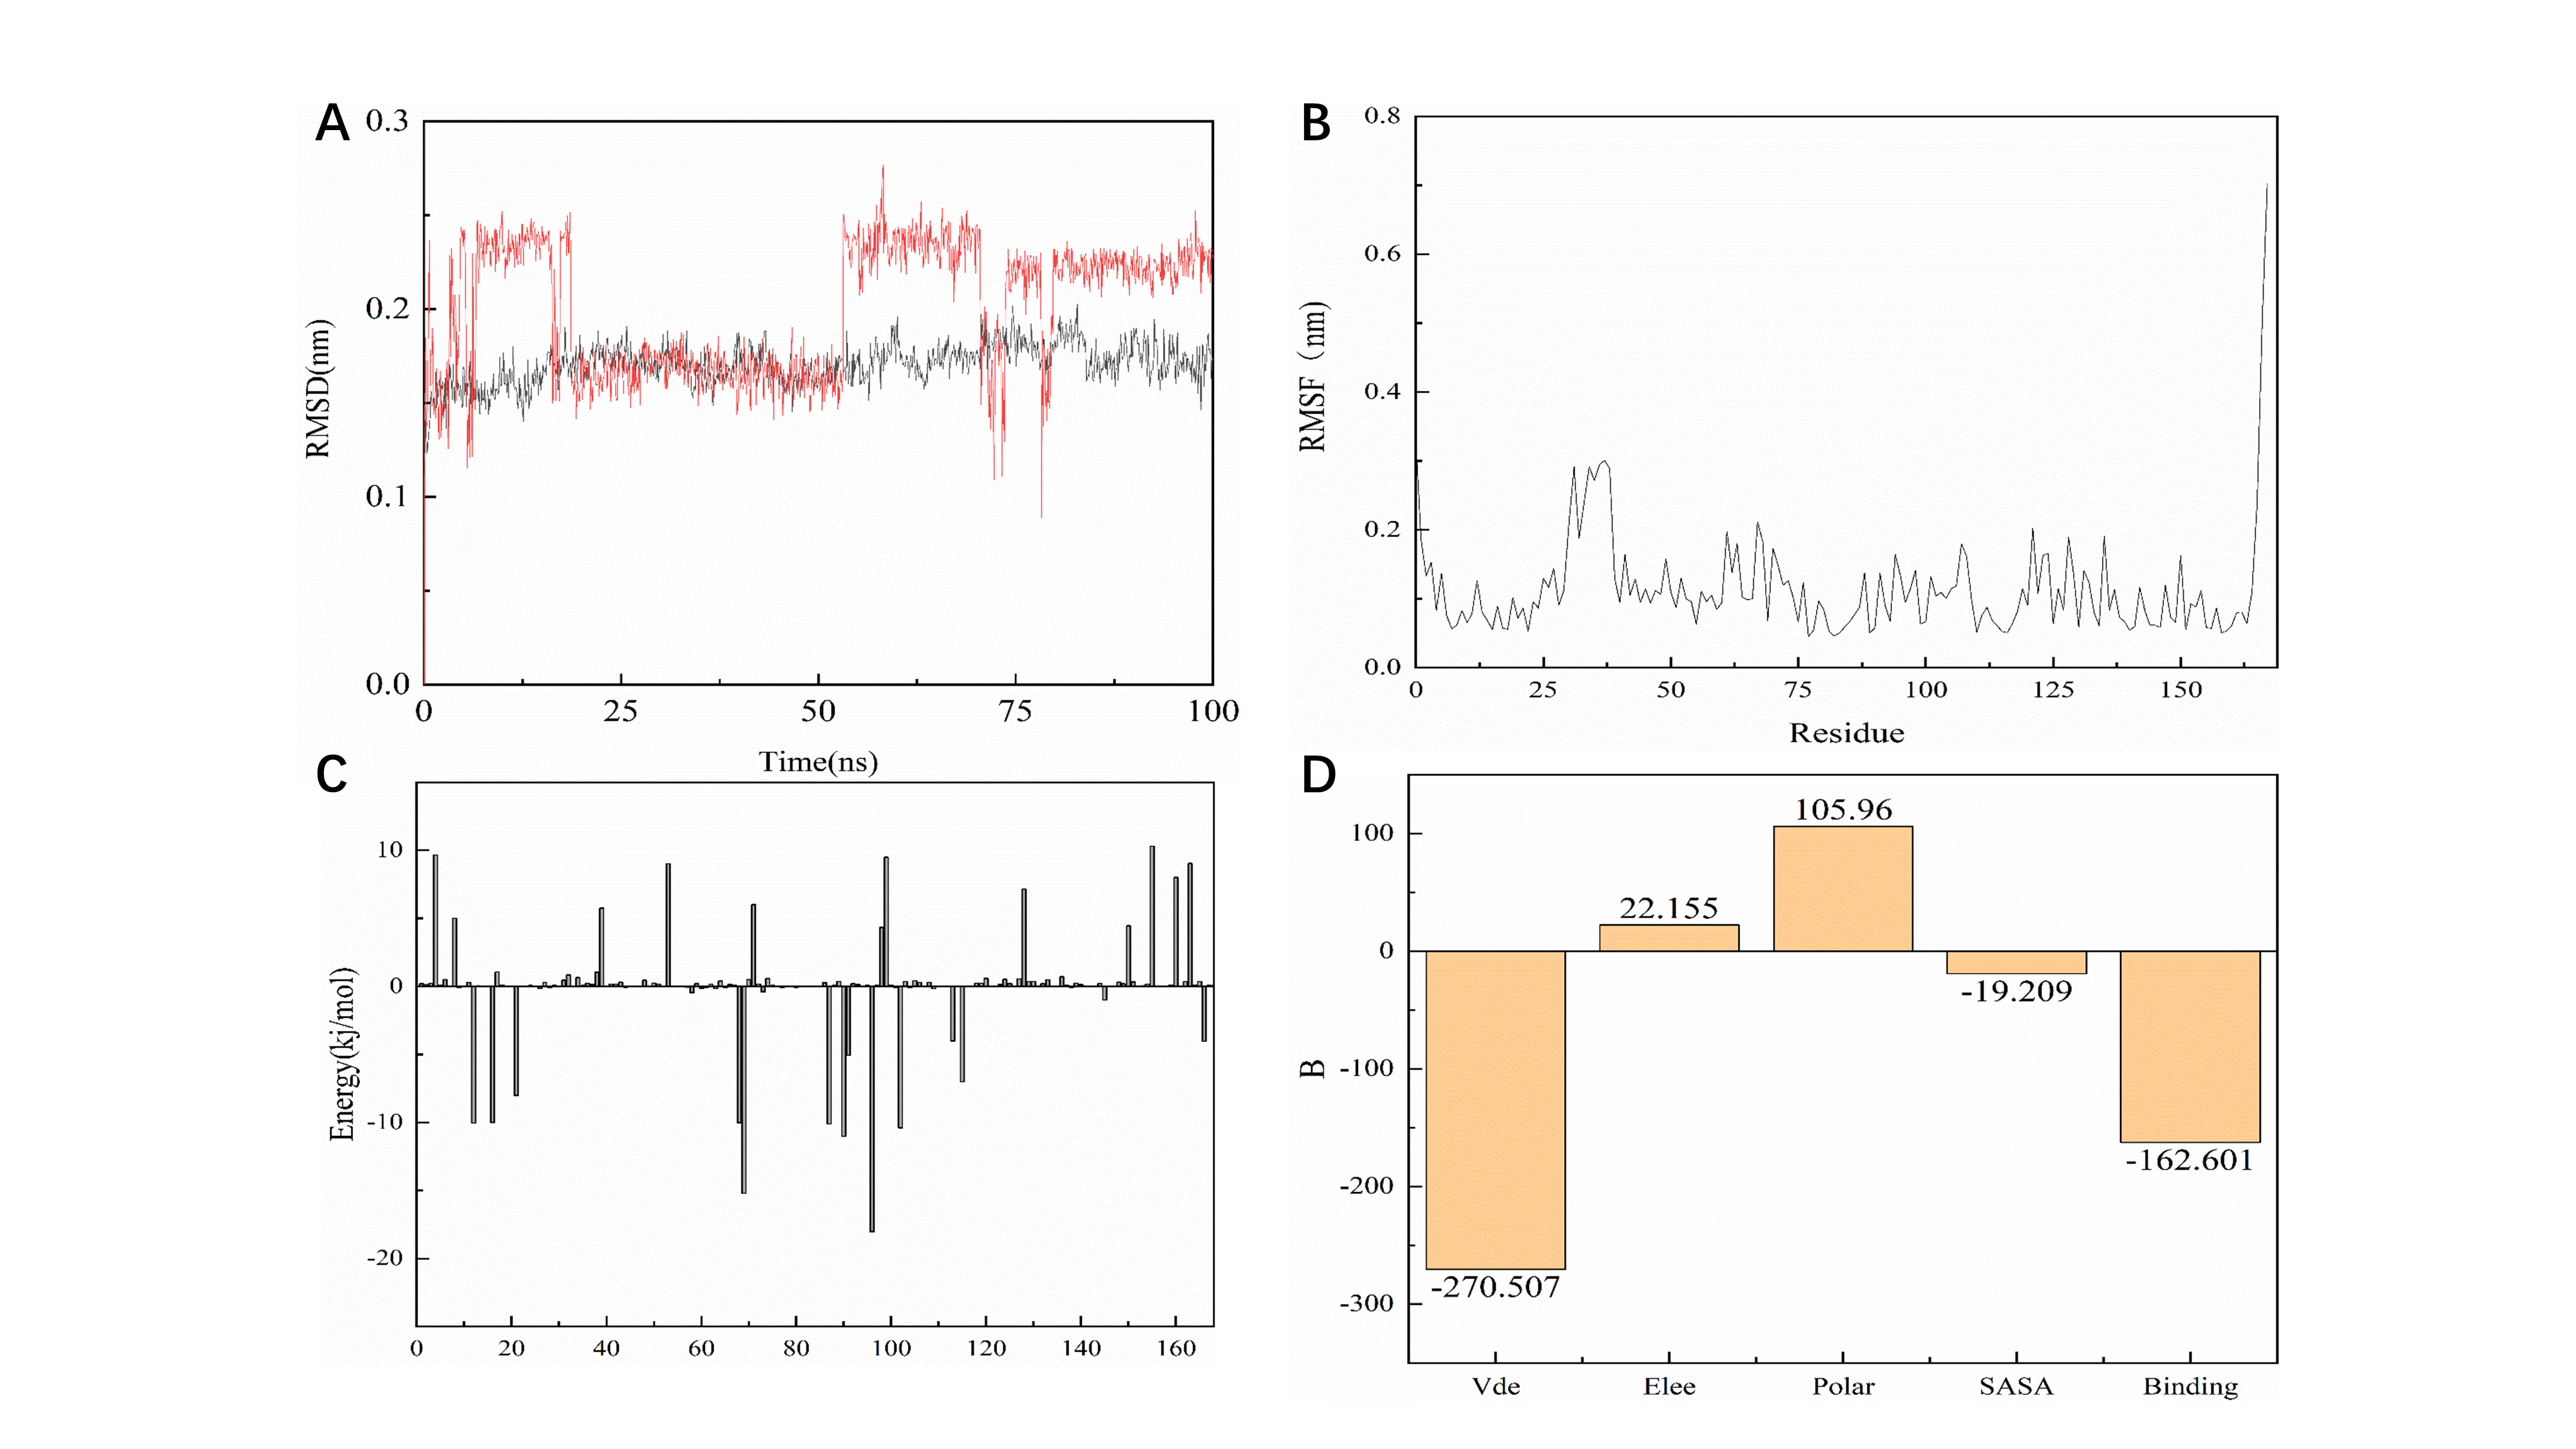 A
0.3
0.2
0.1
0.0
RMSD(nm)
0 25 50 75 100
Time(ns)
B
0.8
0.6
0.4
0.2
0.0
RMSF（nm)
0 25 50 75 100 125 150
Residue
C
10
0
-10
-20
Energy(kj/mol)
0 20 40 60 80 100 120 140 160
D
100
0
-100
-200
-300
B
105.96
22.155
-19.209
-162.601
-270.507
Vde Elee Polar SASA Binding